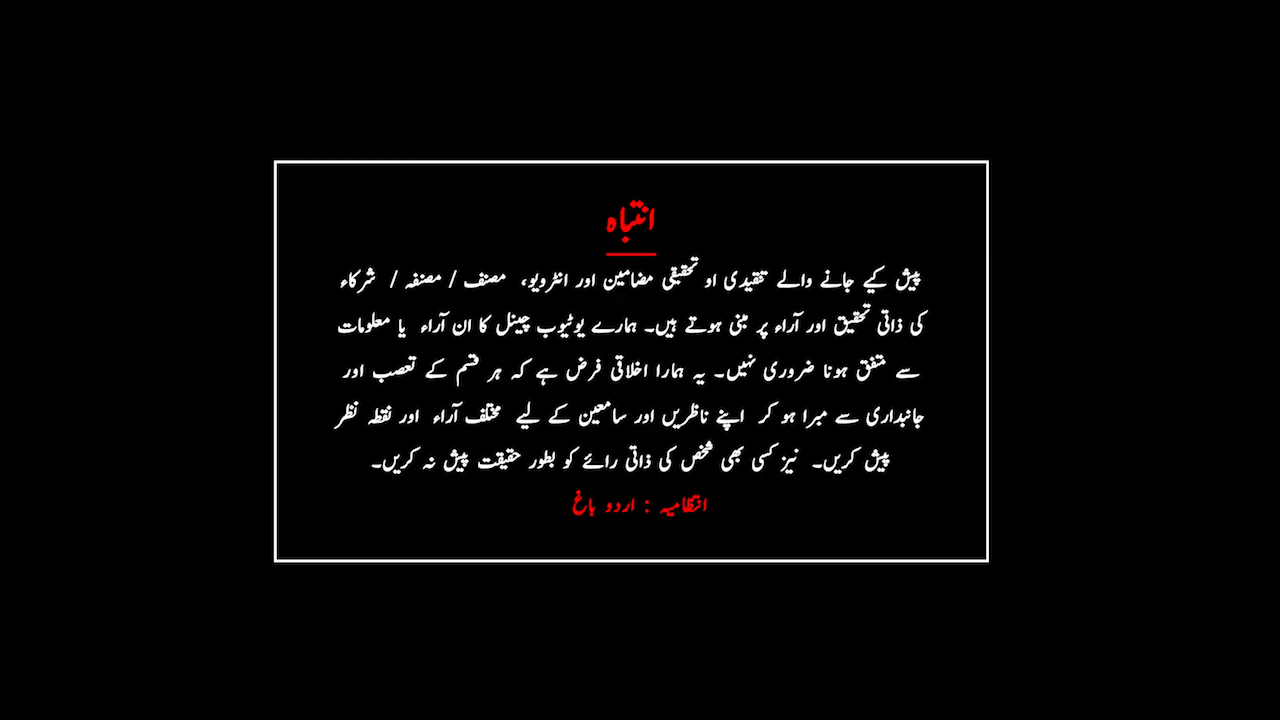 انتباہ
پیش کیے جانے والے تنقیدی او تحقیقی مضامین اور انٹرویو، مصنف / مصنفہ / شرکاء
کی ذاتی تحقیق اور آراء پر مبنی ہوتے ہیں۔ ہمارے یوٹیوب چینل کا ان آراء یا معلومات
سے متفق ہونا ضروری نہیں۔ یہ ہمارا اخلاقی فرض ہے کہ ہر قسم کے تعصب اور
جانبداری سے مبرا ہو کر اپنے ناظریں اور سامعین کے لیے مختلف آراء اور نقطہ نظر
پیش کریں۔ نیز کسی بھی شخص کی ذاتی رائے کو بطور حقیقت پیش نہ کریں۔
انتظامیہ : اردو باغ